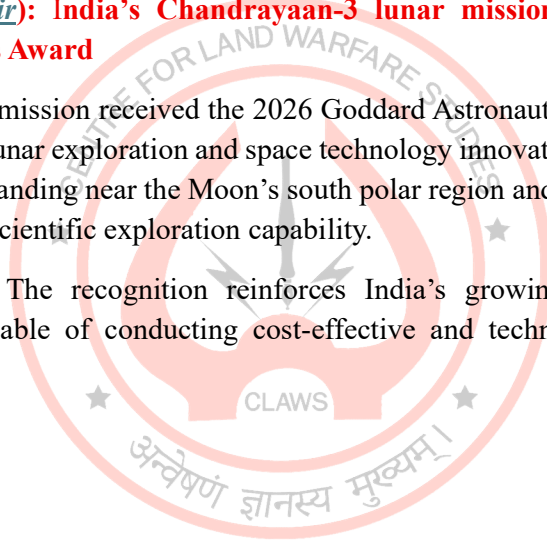 ir): India’s Chandrayaan-3 lunar mission
Award
mission received the 2026 Goddard Astronaut
unar exploration and space technology innovat
anding near the Moon’s south polar region and
cientific exploration capability.
The recognition reinforces India’s growin
able of conducting cost-effective and techn
CENTRE FOR LAND WARFARE STUDIES
CLAWS
अन्वेषणं ज्ञानस्य मुख्यम्।